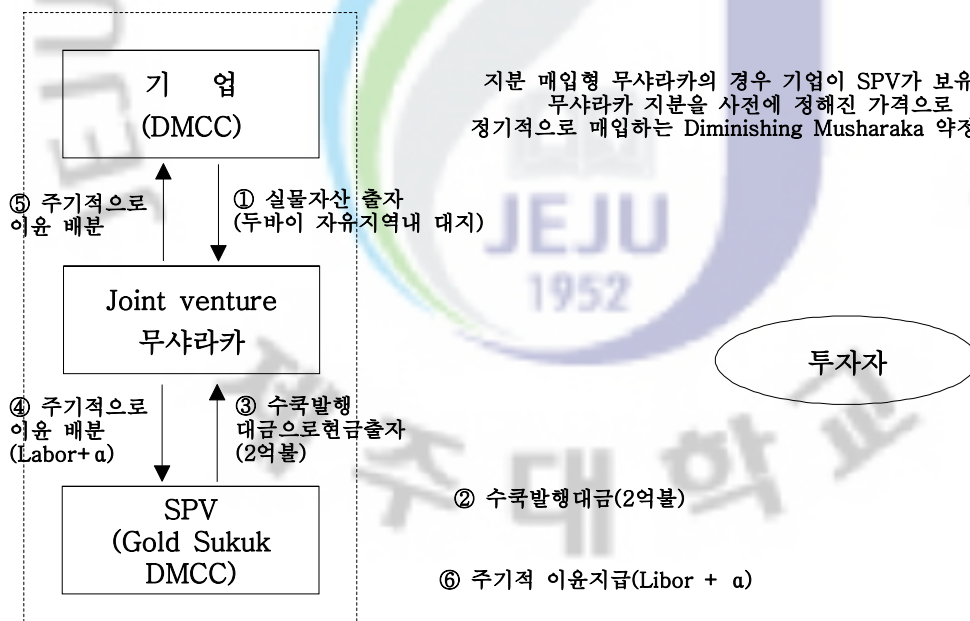 기 업
(DMCC)
지분 매입형 무샤라카의 경우 기업이 SPV가 보유
무샤라카 지분을 사전에 정해진 가격으로
정기적으로 매입하는 Diminishing Musharaka 약정
⑤ 주기적으로
이윤 배분
① 실물자산 출자
(두바이 자유지역내 대지)
JEJU
1952
Joint venture
무샤라카
투자자
④ 주기적으로
이윤 배분
(Labor+α)
③ 수쿡발행
대금으로현금출자
(2억불)
제주대학교
② 수쿡발행대금(2억불)
SPV
(Gold Sukuk
DMCC)
⑥ 주기적 이윤지급(Libor + α)